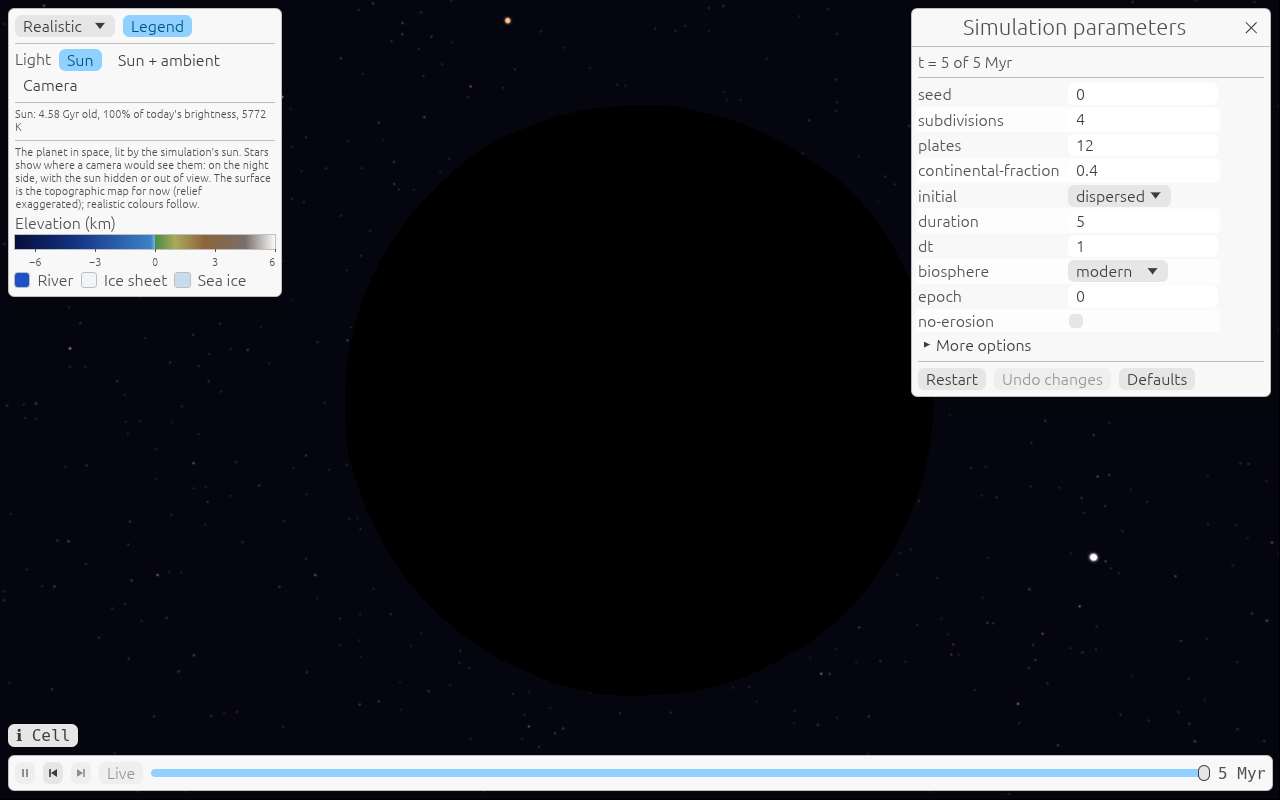 Realistic
Legend
Light Sun Sun + ambient
Camera
Sun: 4.58 Gyr old, 100% of today's brightness, 5772
K
The planet in space, lit by the simulation's sun. Stars
show where a camera would see them: on the night
side, with the sun hidden or out of view. The surface
is the topographic map for now (relief
exaggerated); realistic colours follow.
Elevation (km)
−6 −3 0 3 6
River Ice sheet Sea ice
Simulation parameters
t = 5 of 5 Myr
seed 0
subdivisions 4
plates 12
continental-fraction 0.4
initial dispersed
duration 5
dt 1
biosphere modern
epoch 0
no-erosion
More options
Restart Undo changes Defaults
i Cell
Live 5 Myr